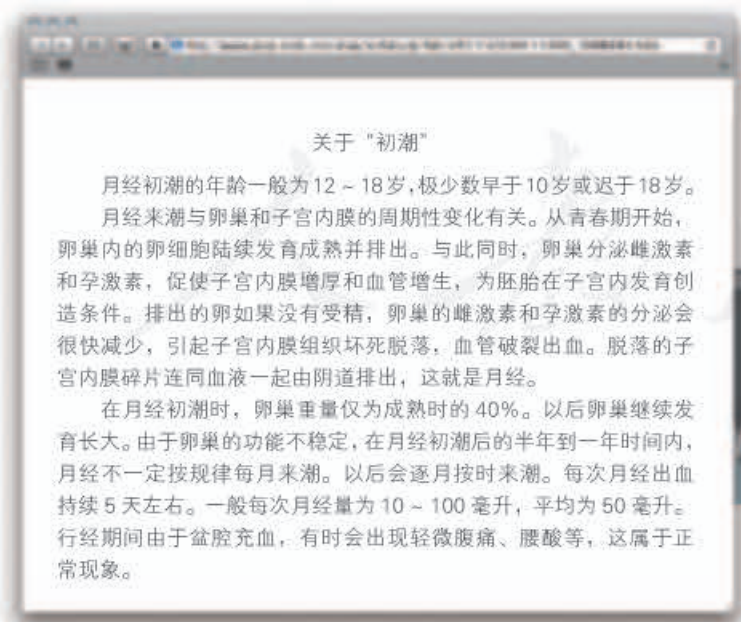 关于“初潮”
月经初潮的年龄一般为12～18岁,极少数早于10岁或迟于18岁。
月经来潮与卵巢和子宫内膜的周期性变化有关。从青春期开始，
卵巢内的卵细胞陆续发育成熟并排出。与此同时，卵巢分泌雌激素
和孕激素，促使子宫内膜增厚和血管增生，为胚胎在子宫内发育创
造条件。排出的卵如果没有受精，卵巢的雌激素和孕激素的分泌会
很快减少，引起子宫内膜组织坏死脱落，血管破裂出血。脱落的子
宫内膜碎片连同血液一起由阴道排出，这就是月经。
在月经初潮时，卵巢重量仅为成熟时的40%。以后卵巢继续发
育长大。由于卵巢的功能不稳定，在月经初潮后的半年到一年时间内，
月经不一定按规律每月来潮。以后会逐月按时来潮。每次月经出血
持续5天左右。一般每次月经量为10～100毫升，平均为50毫升。
行经期间由于盆腔充血，有时会出现轻微腹痛、腰酸等，这属于正
常现象。